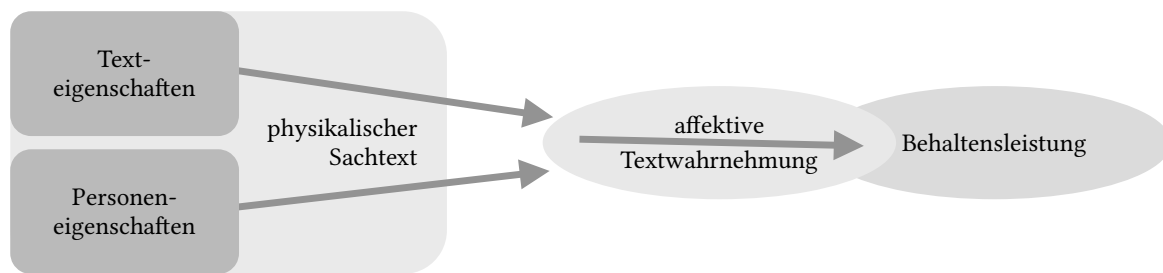 Text-
eigenschaften
physikalischer
Sachtext
Personen-
eigenschaften
affektive
Textwahrnehmung
Behaltensleistung